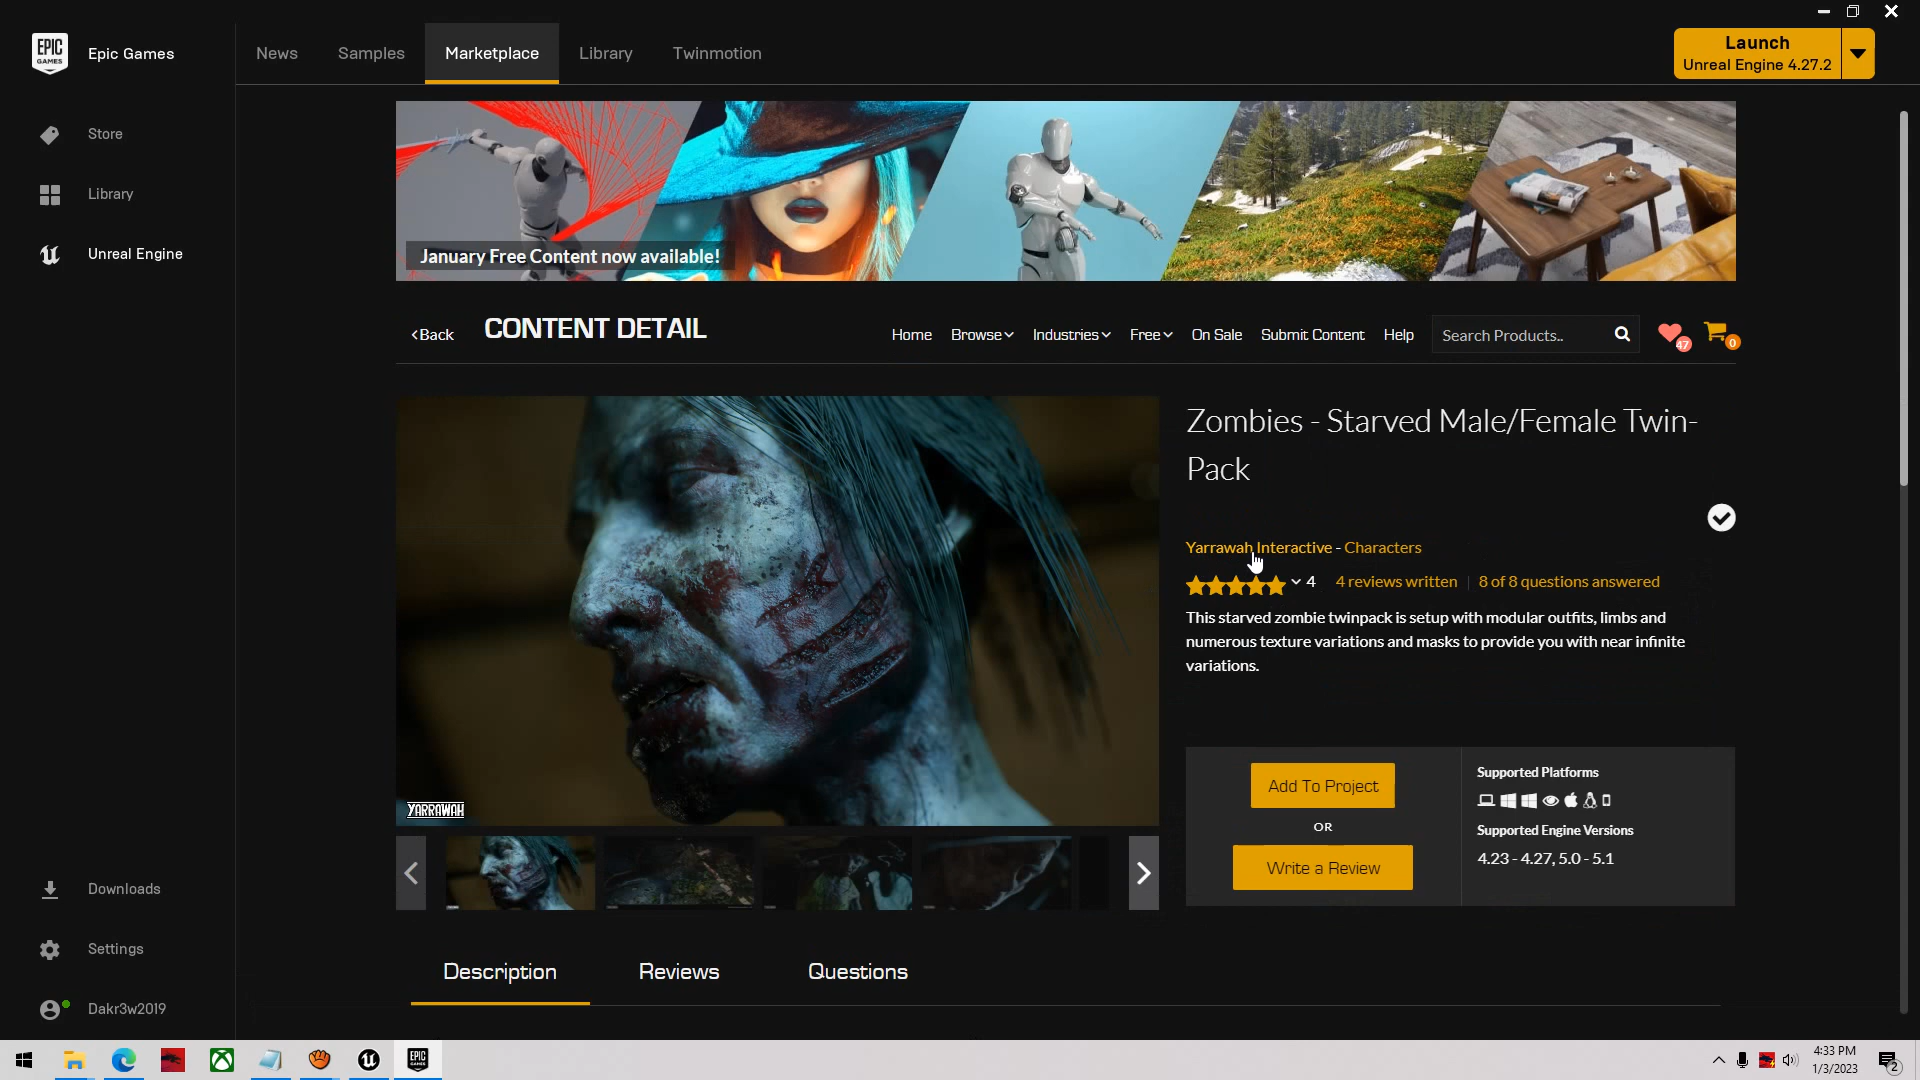 EPIC GAMES
Epic Games
News
Samples
Marketplace
Library
Twinmotion
Launch
Unreal Engine 4.27.2
Store
Library
Unreal Engine
January Free Content now available!
Back
CONTENT DETAIL
Home
Browse
Industries
Free
On Sale
Submit Content
Help
Search Products..
47
0
Zombies - Starved Male/Female Twin-
Pack
Yarrawah Interactive - Characters
4
4 reviews written
8 of 8 questions answered
This starved zombie twinpack is setup with modular outfits, limbs and
numerous texture variations and masks to provide you with near infinite
variations.
YARRAWAH
Add To Project
OR
Write a Review
Supported Platforms
Supported Engine Versions
4.23 - 4.27, 5.0 - 5.1
Description
Reviews
Questions
Downloads
Settings
Dakr3w2019
EPIC GAMES
4:33 PM
1/3/2023
2